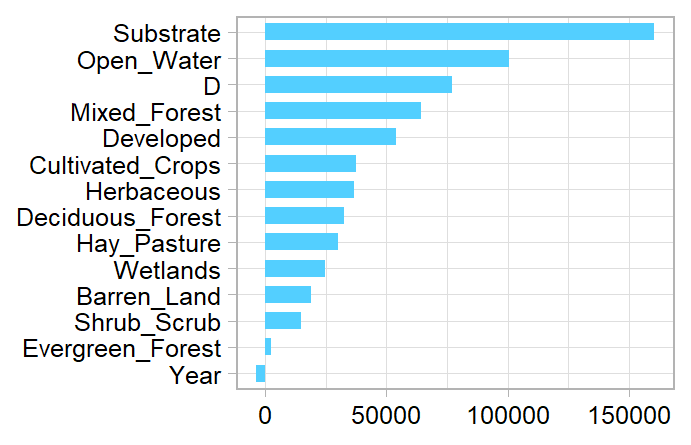 Substrate
Open_Water
D
Mixed_Forest
Developed
Cultivated_Crops
Herbaceous
Deciduous_Forest
Hay_Pasture
Wetlands
Barren_Land
Shrub_Scrub
Evergreen_Forest
Year
0 50000 100000 150000